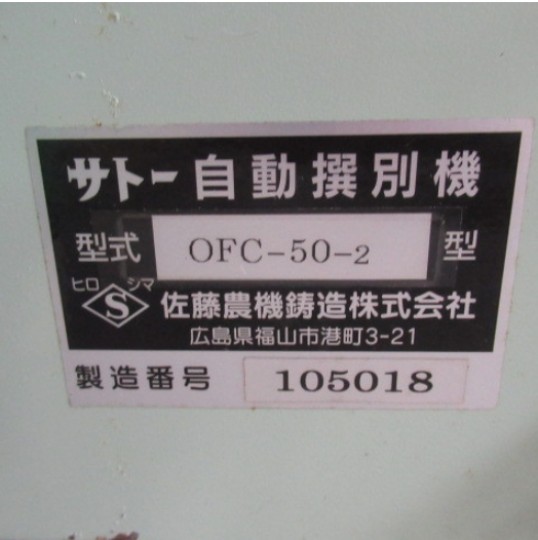 サトー自動撰別機
型式 OFC-50-2 型
ヒロ S シマ 佐藤農機鋳造株式会社
広島県福山市港町3-21
製造番号 105018